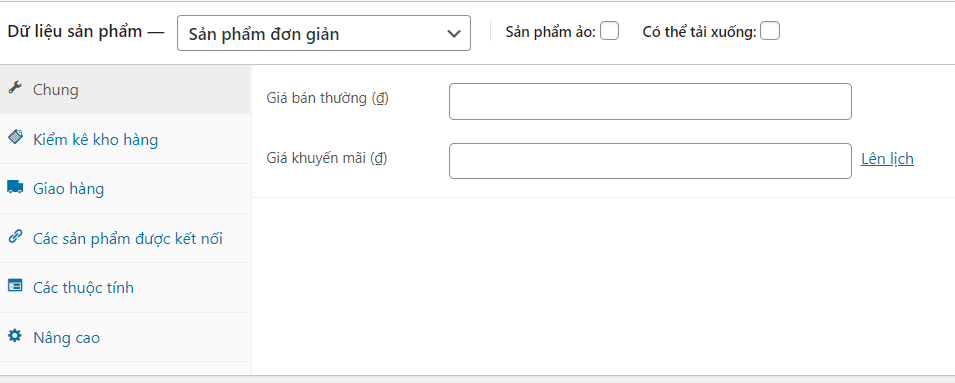 Dữ liệu sản phẩm — Sản phẩm đơn giản Sản phẩm ảo: Có thể tải xuống:
Chung
Giá bán thường (₫)
Kiểm kê kho hàng
Giá khuyến mãi (₫) Lên lịch
Giao hàng
Các sản phẩm được kết nối
Các thuộc tính
Nâng cao